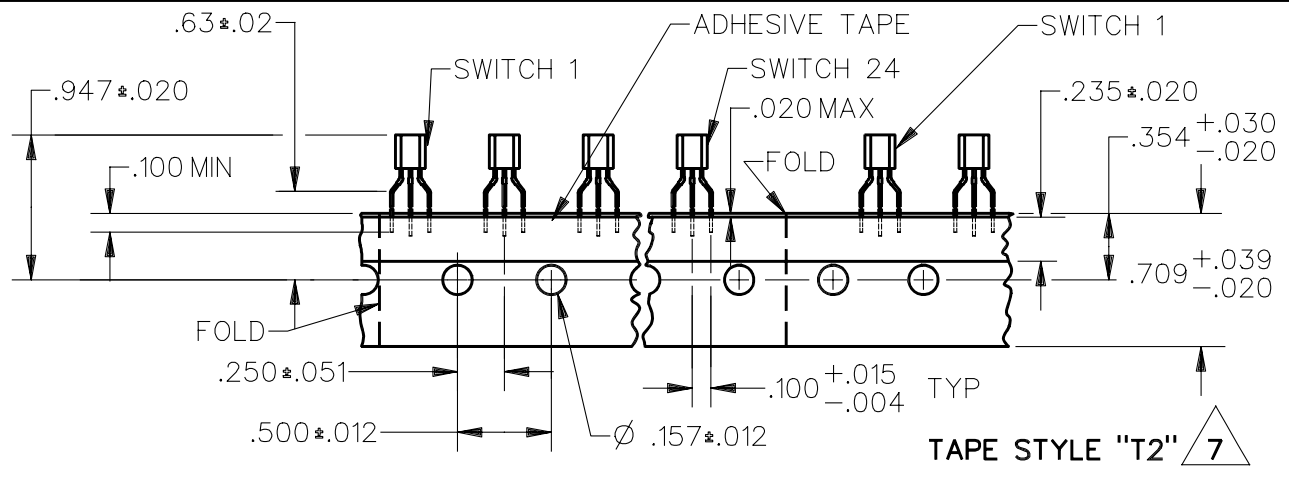 .63±.02
ADHESIVE TAPE
SWITCH 1
SWITCH 1
SWITCH 24
.947±.020
.020 MAX
.235±.020
.354 +.030 -.020
.100 MIN
FOLD
.709 +.039 -.020
FOLD
.250±.051
.100 +.015 -.004 TYP
.500±.012
Ø .157±.012
TAPE STYLE "T2" 7